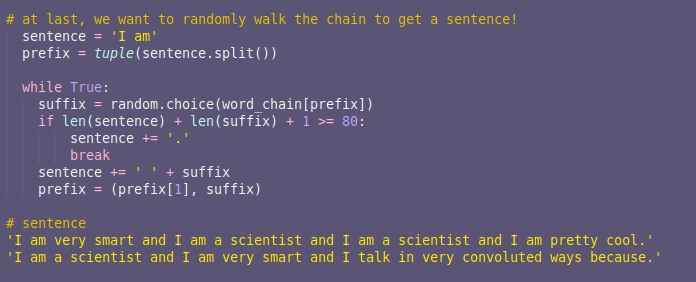 # at last, we want to randomly walk the chain to get a sentence!
sentence = 'I am'
prefix = tuple(sentence.split())
while True:
suffix = random.choice(word_chain[prefix])
if len(sentence) + len(suffix) + 1 >= 80:
sentence += '.'
break
sentence += ' ' + suffix
prefix = (prefix[1], suffix)
# sentence
'I am very smart and I am a scientist and I am a scientist and I am pretty cool.'
'I am a scientist and I am very smart and I talk in very convoluted ways because.'